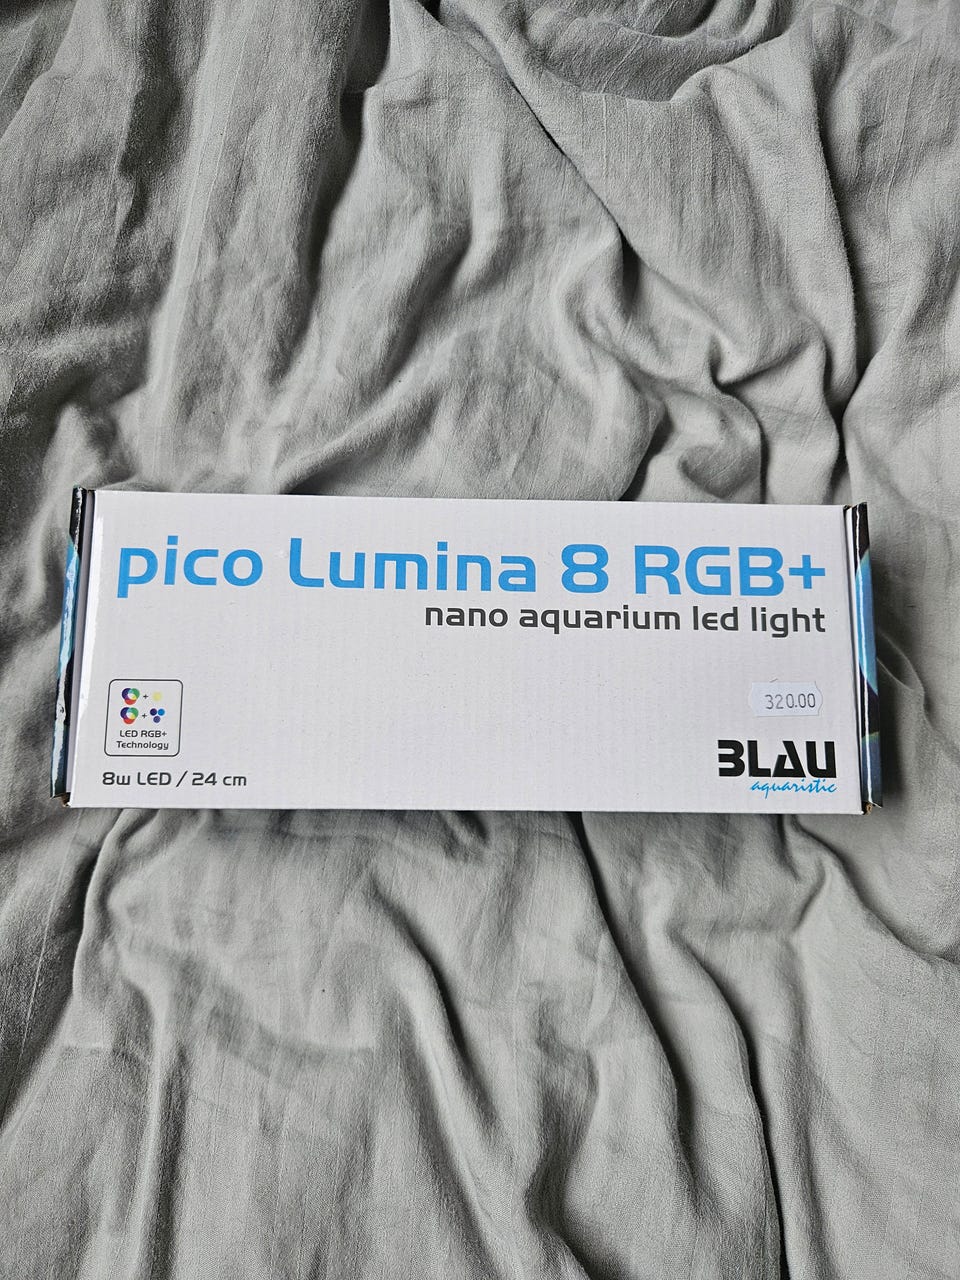 pico Lumina 8 RGB+
nano aquarium led light
320.00
+
+
LED RGB+
Technology
8w LED / 24 cm
BLAU
aquaristic